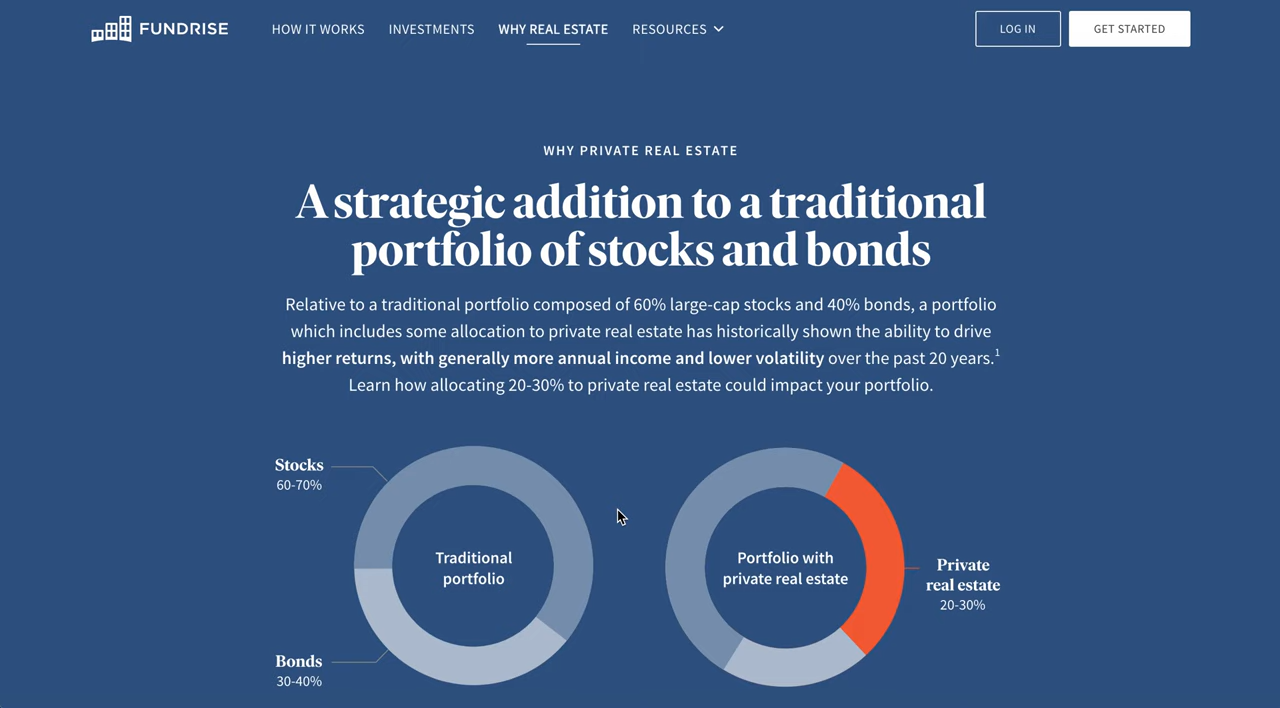 FUNDRISE
HOW IT WORKS
INVESTMENTS
WHY REAL ESTATE
RESOURCES
LOG IN
GET STARTED
WHY PRIVATE REAL ESTATE
A strategic addition to a traditional
portfolio of stocks and bonds
Relative to a traditional portfolio composed of 60% large-cap stocks and 40% bonds, a portfolio
which includes some allocation to private real estate has historically shown the ability to drive
higher returns, with generally more annual income and lower volatility over the past 20 years.1
Learn how allocating 20-30% to private real estate could impact your portfolio.
Stocks
60-70%
Traditional
portfolio
Bonds
30-40%
Portfolio with
private real estate
Private
real estate
20-30%